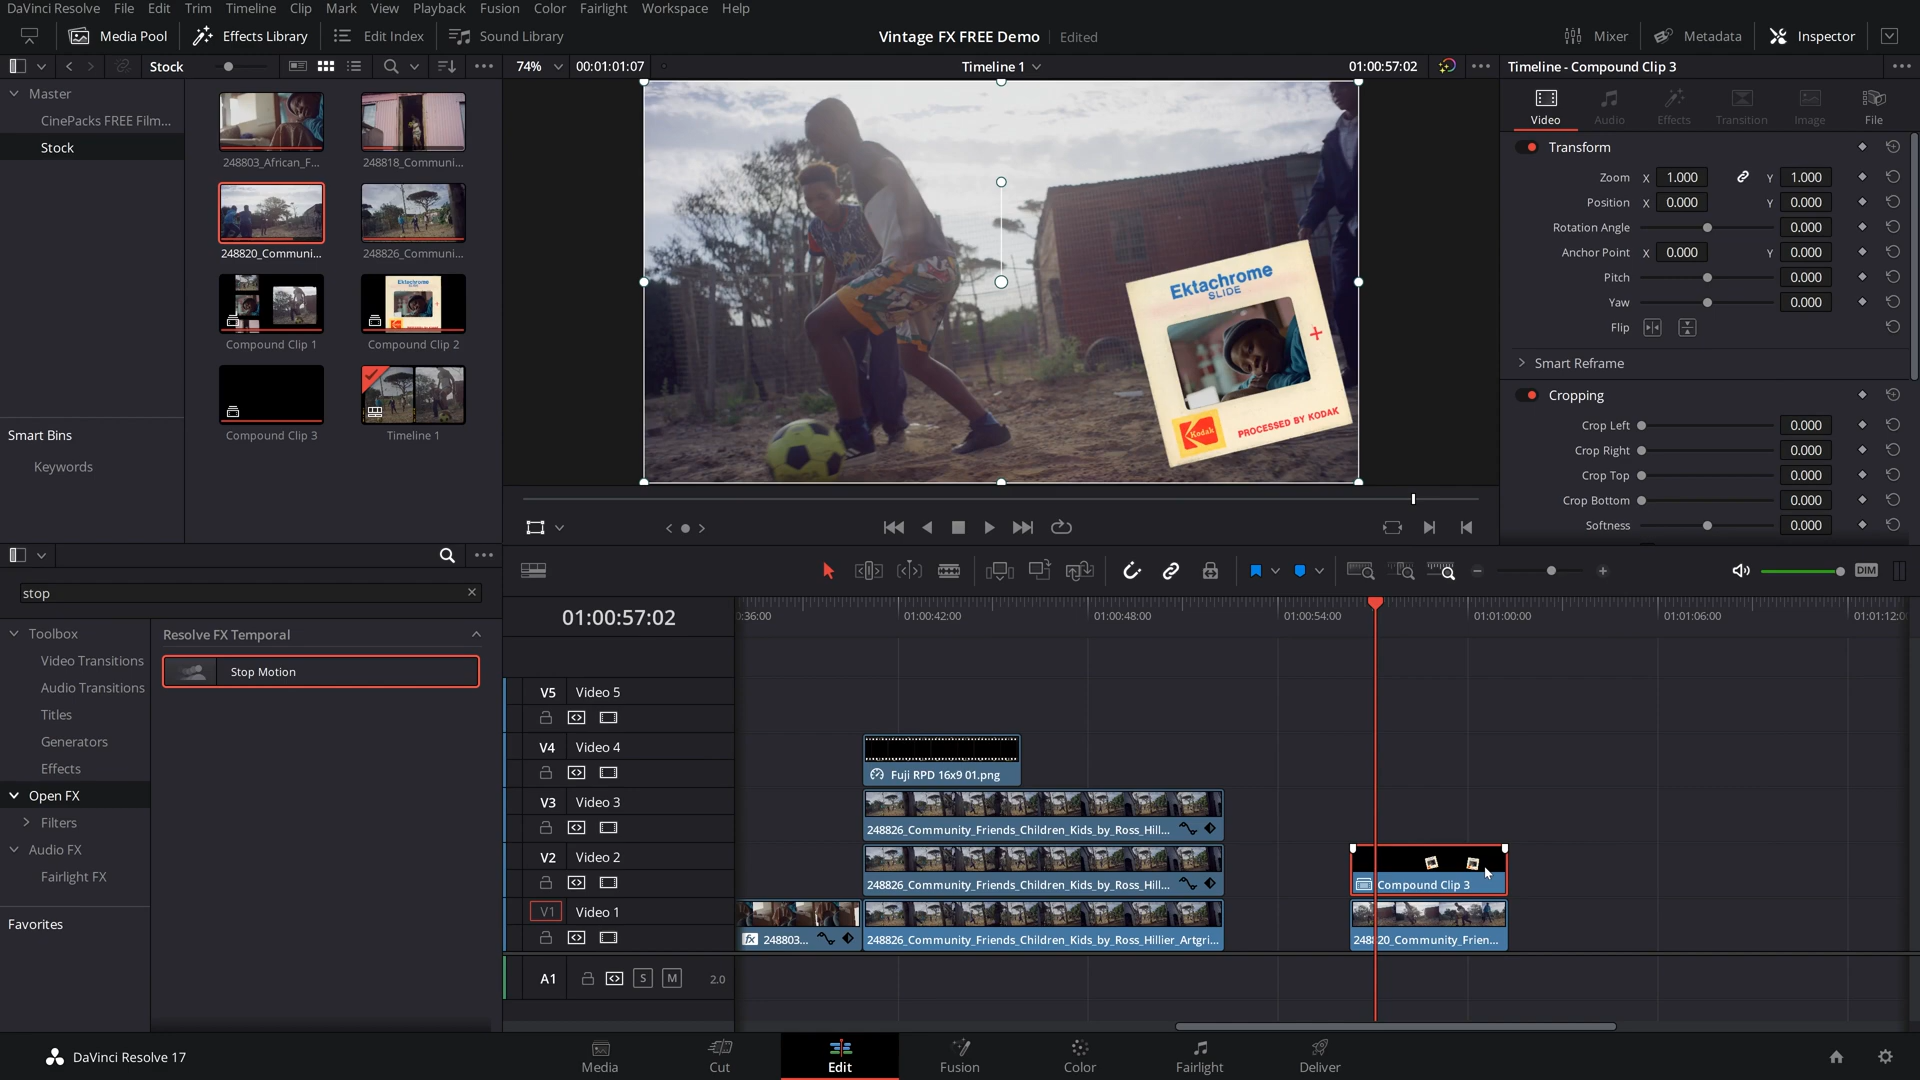 DaVinci Resolve File Edit Trim Timeline Clip Mark View Playback Fusion Color Fairlight Workspace Help
Media Pool Effects Library Edit Index Sound Library Vintage FX FREE Demo Edited Mixer Metadata Inspector
Stock 74% 00:01:01:07 Timeline 1 01:00:57:02 Timeline - Compound Clip 3
Master
CinePacks FREE Film...
Stock
248803_African_F...
248818_Communi...
248820_Communi...
248826_Communi...
Compound Clip 1
Compound Clip 2
Compound Clip 3
Timeline 1
Smart Bins
Keywords
Ektachrome
SLIDE
Kodak
PROCESSED BY KODAK
Video Audio Effects Transition Image File
Transform
Zoom X 1.000 Y 1.000
Position X 0.000 Y 0.000
Rotation Angle 0.000
Anchor Point X 0.000 Y 0.000
Pitch 0.000
Yaw 0.000
Flip
Smart Reframe
Cropping
Crop Left 0.000
Crop Right 0.000
Crop Top 0.000
Crop Bottom 0.000
Softness 0.000
stop
Toolbox
Video Transitions
Audio Transitions
Titles
Generators
Effects
Open FX
Filters
Audio FX
Fairlight FX
Favorites
Resolve FX Temporal
Stop Motion
DIM
01:00:57:02
0:36:00 01:00:42:00 01:00:48:00 01:00:54:00 01:01:00:00 01:01:06:00 01:01:12:0
V5 Video 5
V4 Video 4
Fuji RPD 16x9 01.png
V3 Video 3
248826_Community_Friends_Children_Kids_by_Ross_Hill...
V2 Video 2
248826_Community_Friends_Children_Kids_by_Ross_Hill...
Compound Clip 3
V1 Video 1
fx 248803...
248826_Community_Friends_Children_Kids_by_Ross_Hillier_Artgri...
248820_Community_Frien...
A1 S M 2.0
DaVinci Resolve 17
Media Cut Edit Fusion Color Fairlight Deliver